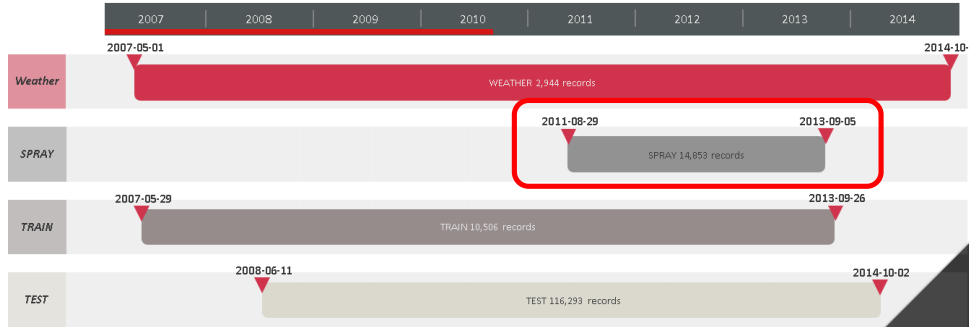 2007 2008 2009 2010 2011 2012 2013 2014
2007-05-01 2014-10-
Weather WEATHER 2,944 records
2011-08-29 2013-09-05
SPRAY SPRAY 14,853 records
2007-05-29 2013-09-26
TRAIN TRAIN 10,506 records
2008-06-11 2014-10-02
TEST TEST 116,293 records